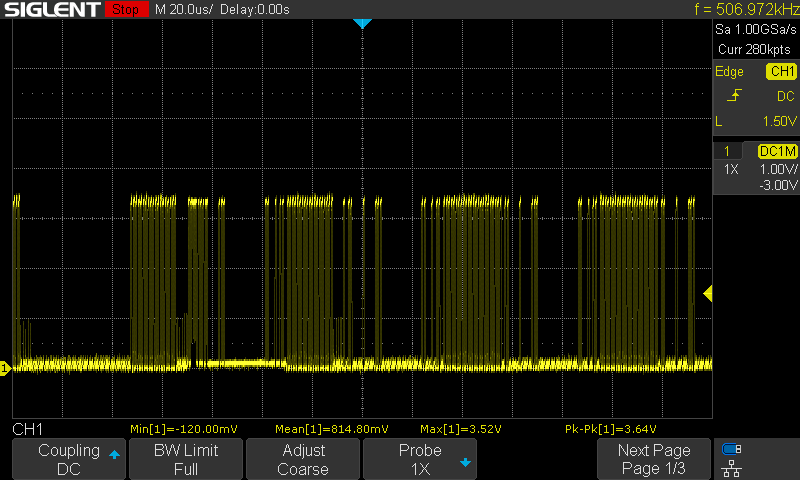 SIGLENT Stop M 20.0us/ Delay:0.00s f = 506.972kHz
Sa 1.00GSa/s
Curr 280kpts
Edge CH1
DC
L 1.50V
1 DC1M
1X 1.00V/
-3.00V
1
CH1 Min[1]=-120.00mV Mean[1]=814.80mV Max[1]=3.52V Pk-Pk[1]=3.64V
Coupling BW Limit Adjust Probe Next Page
DC Full Coarse 1X Page 1/3